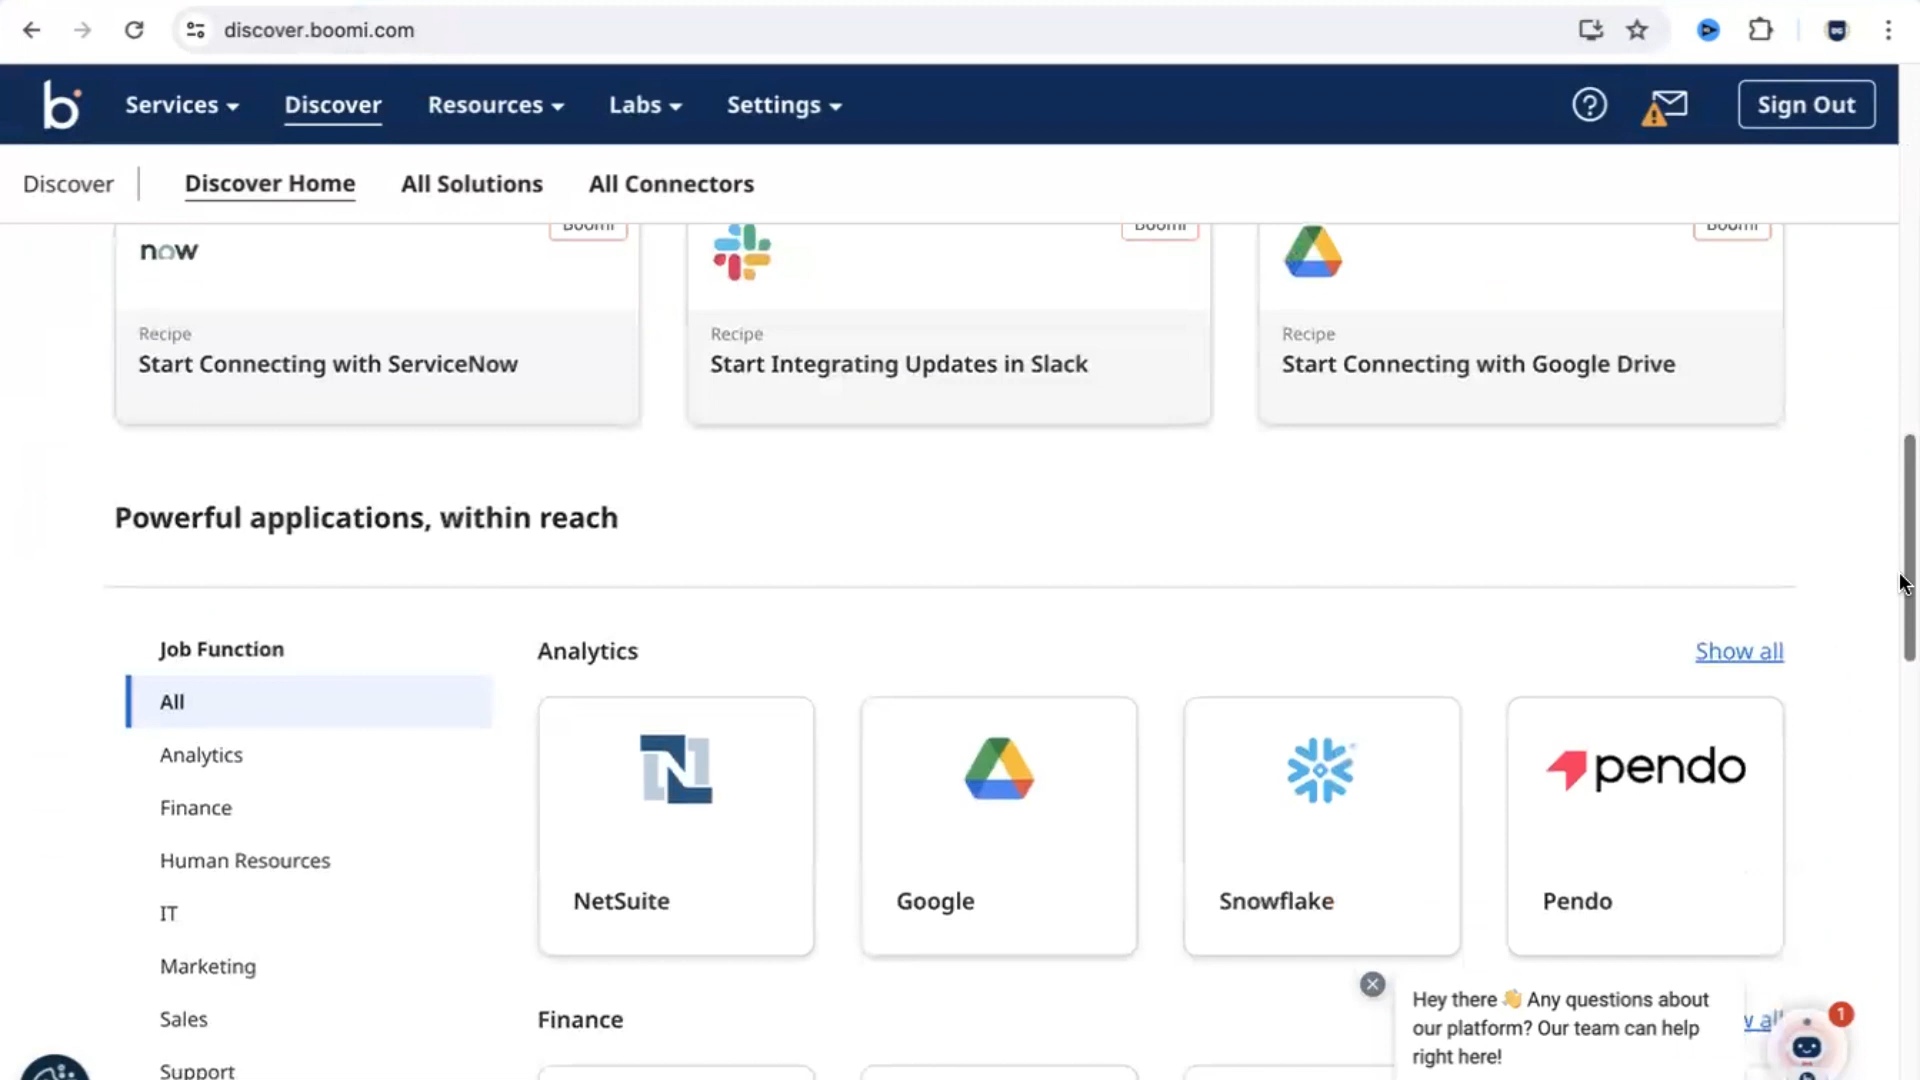 discover.boomi.com
b Services Discover Resources Labs Settings Sign Out
Discover Discover Home All Solutions All Connectors
now Boomi Boomi Boomi
Recipe Recipe Recipe
Start Connecting with ServiceNow Start Integrating Updates in Slack Start Connecting with Google Drive
Powerful applications, within reach
Job Function
All
Analytics
Finance
Human Resources
IT
Marketing
Sales
Support
Analytics Show all
N pendo
NetSuite Google Snowflake Pendo
Finance
Hey there 👋 Any questions about
our platform? Our team can help
right here!
1